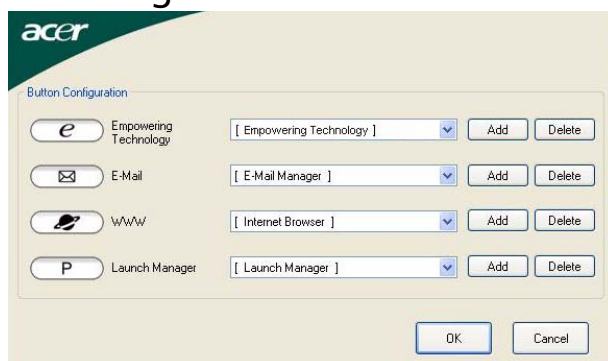 acer
Button Configuration
e Empowering Technology [ Empowering Technology ] Add Delete
E-Mail [ E-Mail Manager ] Add Delete
WWW [ Internet Browser ] Add Delete
P Launch Manager [ Launch Manager ] Add Delete
OK Cancel